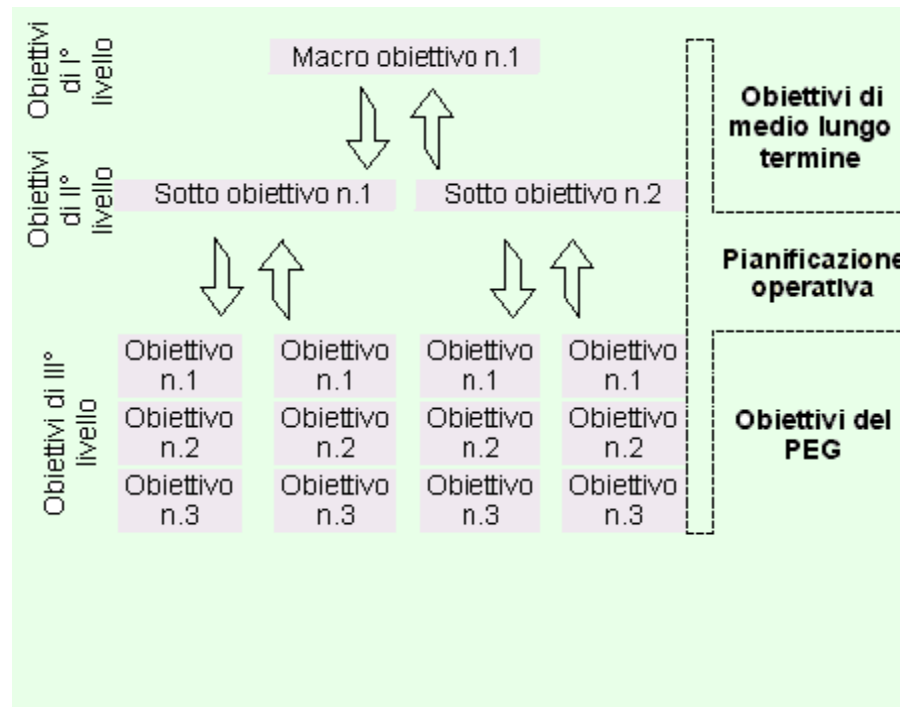 Obiettivi
di I°
livello
Macro obiettivo n.1
Obiettivi di
medio lungo
termine
Obiettivi
di II°
livello
Sotto obiettivo n.1
Sotto obiettivo n.2
Pianificazione
operativa
Obiettivi di III°
livello
Obiettivo
n.1
Obiettivo
n.1
Obiettivo
n.1
Obiettivo
n.1
Obiettivo
n.2
Obiettivo
n.2
Obiettivo
n.2
Obiettivo
n.2
Obiettivo
n.3
Obiettivo
n.3
Obiettivo
n.3
Obiettivo
n.3
Obiettivi del
PEG